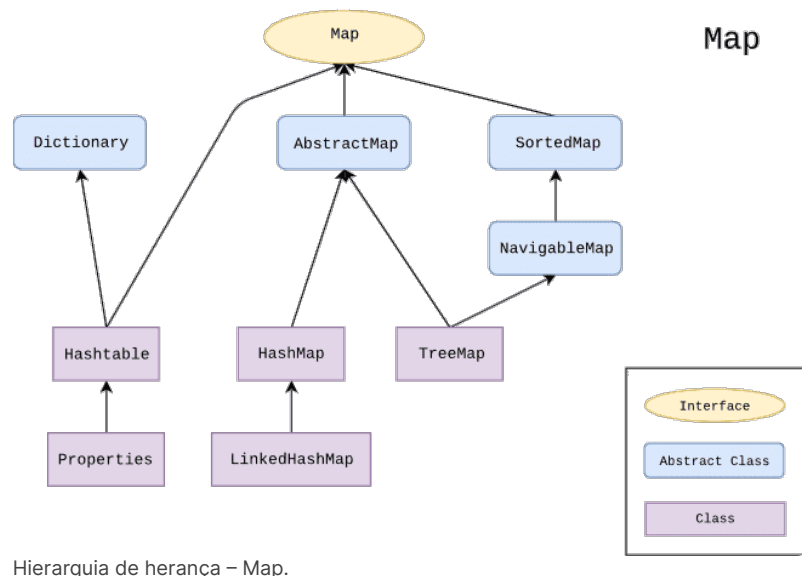 Map
Map
Dictionary
AbstractMap
SortedMap
NavigableMap
Hashtable
HashMap
TreeMap
Properties
LinkedHashMap
Interface
Abstract Class
Class
Hierarquia de herança – Map.